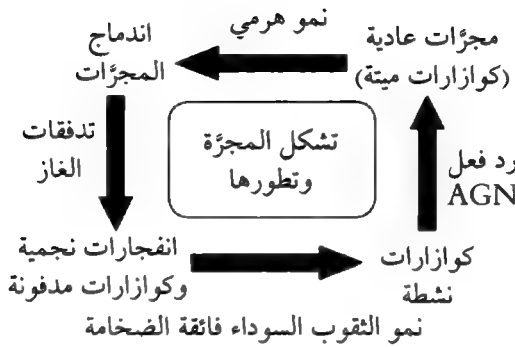 نمو هرمي
مجرَّات عادية
(كوازارات ميتة)
اندماج
المجرَّات
تدفقات
الغاز
تشكل المجرَّة
وتطورها
رد فعل
AGN
انفجارات نجمية
وكوازارات مدفونة
كوازارات
نشطة
نمو الثقوب السوداء فائقة الضخامة